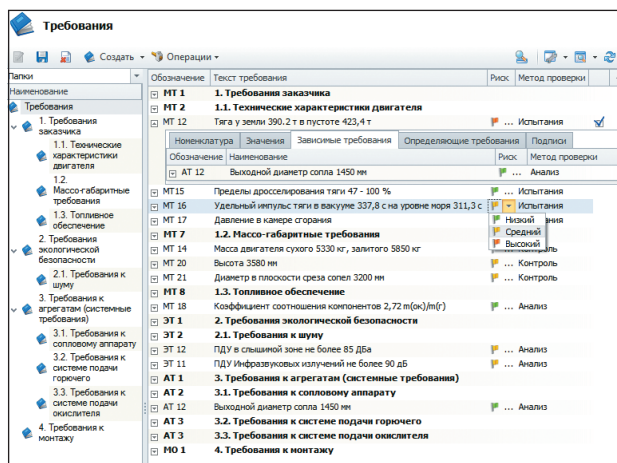 Требования
Создать
Операции
Папки
Наименование
Требования
1. Требования
заказчика
1.1. Технические
характеристики
двигателя
1.2.
Массо-габаритные
требования
1.3. Топливное
обеспечение
2. Требования
экологической
безопасности
2.1. Требования к
шуму
3. Требования к
агрегатам (системные
требования)
3.1. Требования к
сопловому аппарату
3.2. Требования к
системе подачи
горючего
3.3. Требования к
системе подачи
окислителя
4. Требования к
монтажу
Обозначение Текст требования Риск Метод проверки
МТ 1 1. Требования заказчика
МТ 2 1.1. Технические характеристики двигателя
МТ 12 Тяга у земли 390.2 т в пустоте 423,4 т ... Испытания
Номенклатура Значения Зависимые требования Определяющие требования Подписи
Обозначение Наименование Риск Метод проверки
АТ 12 Выходной диаметр сопла 1450 мм ... Анализ
МТ15 Пределы дросселирования тяги 47 - 100 % ... Испытания
МТ 16 Удельный импульс тяги в вакууме 337,8 с на уровне моря 311,3 с Испытания
МТ 17 Давление в камере сгорания
Низкий
Средний
Высокий
МТ 7 1.2. Массо-габаритные требования
МТ 14 Масса двигателя сухого 5330 кг, залитого 5850 кг
МТ 20 Высота 3580 мм ... Контроль
МТ 21 Диаметр в плоскости среза сопел 3200 мм ... Контроль
МТ 8 1.3. Топливное обеспечение
МТ 18 Коэффициент соотношения компонентов 2,72 m(ок)/m(г) ... Анализ
ЭТ 1 2. Требования экологической безопасности
ЭТ 2 2.1. Требования к шуму
ЭТ 12 ПДУ в слышимой зоне не более 85 ДБа ... Анализ
ЭТ 11 ПДУ Инфразвуковых излучений не более 90 дБ ... Анализ
АТ 1 3. Требования к агрегатам (системные требования)
АТ 2 3.1. Требования к сопловому аппарату
АТ 12 Выходной диаметр сопла 1450 мм ... Анализ
АТ 3 3.2. Требования к системе подачи горючего
АТ 3 3.3. Требования к системе подачи окислителя
МО 1 4. Требования к монтажу